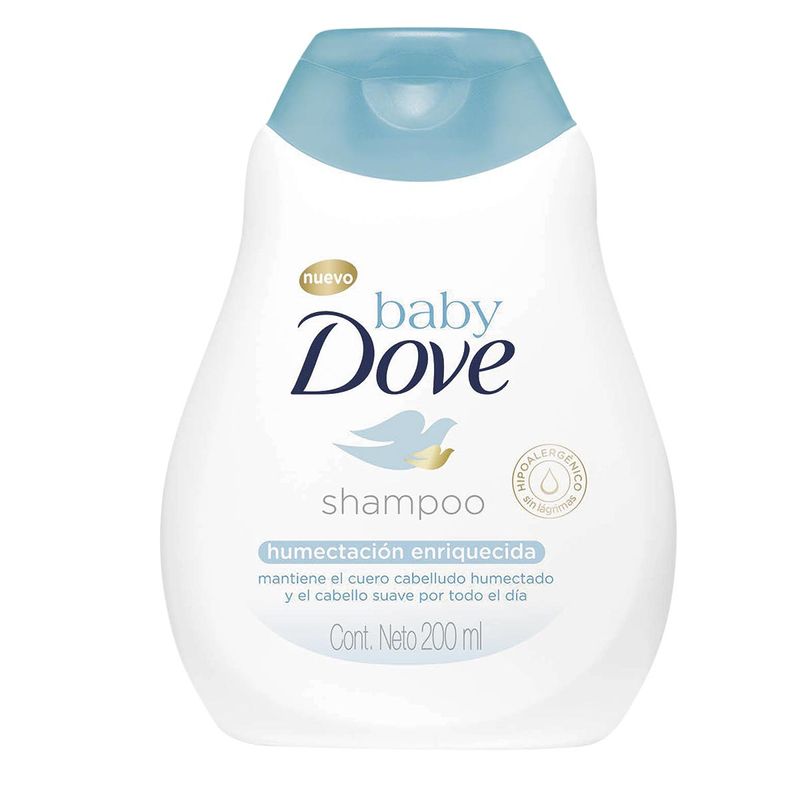 nuevo
baby
Dove
HIPOALERGÉNICO
sin lágrimas
shampoo
humectación enriquecida
mantiene el cuero cabelludo humectado
y el cabello suave por todo el día
Cont. Neto 200 ml